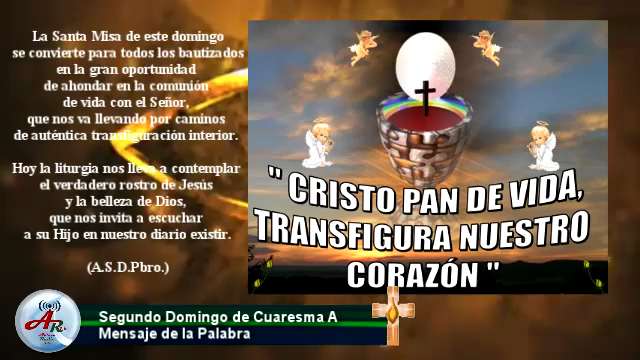 La Santa Misa de este domingo
se convierte para todos los bautizados
en la gran oportunidad
de ahondar en la comunión
de vida con el Señor,
que nos va llevando por caminos
de auténtica transfiguración interior.
Hoy la liturgia nos lleva a contemplar
el verdadero rostro de Jesús
y la belleza de Dios,
que nos invita a escuchar
a su Hijo en nuestro diario existir.
(A.S.D.Pbro.)
" CRISTO PAN DE VIDA,
TRANSFIGURA NUESTRO
CORAZÓN "
AR
Segundo Domingo de Cuaresma A
Mensaje de la Palabra